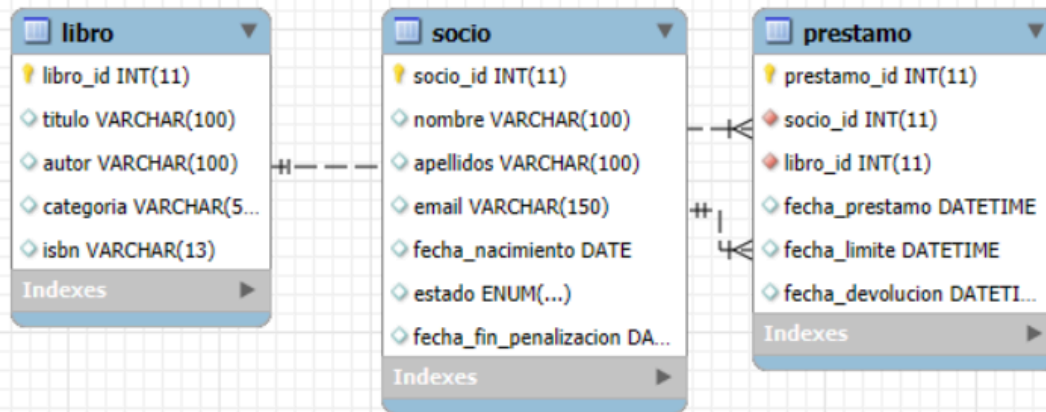 libro
libro_id INT(11)
titulo VARCHAR(100)
autor VARCHAR(100)
categoria VARCHAR(5...
isbn VARCHAR(13)
Indexes
socio
socio_id INT(11)
nombre VARCHAR(100)
apellidos VARCHAR(100)
email VARCHAR(150)
fecha_nacimiento DATE
estado ENUM(...)
fecha_fin_penalizacion DA...
Indexes
prestamo
prestamo_id INT(11)
socio_id INT(11)
libro_id INT(11)
fecha_prestamo DATETIME
fecha_limite DATETIME
fecha_devolucion DATETI...
Indexes